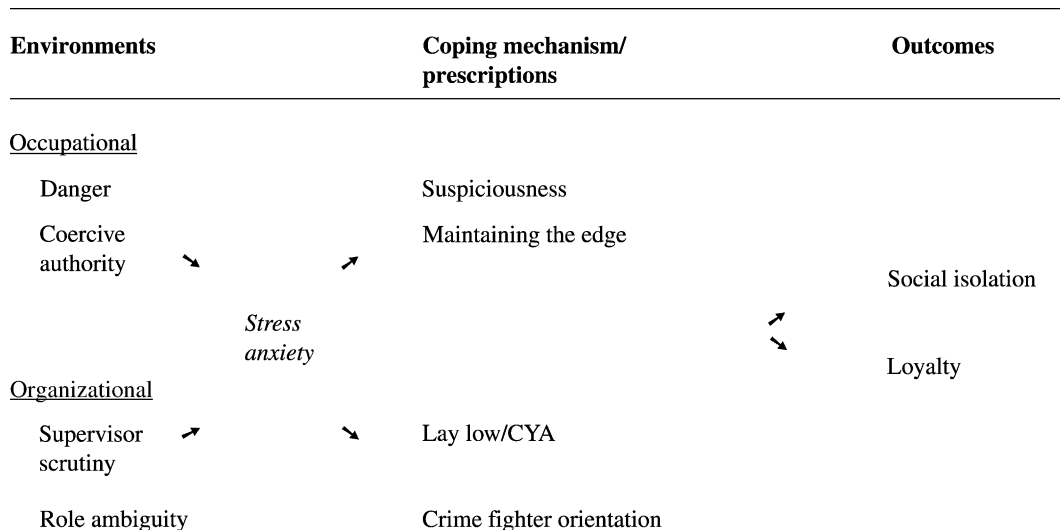 Environments
Coping mechanism/
prescriptions
Outcomes
Occupational
Danger
Suspiciousness
Coercive
authority
Maintaining the edge
Social isolation
Stress
anxiety
Loyalty
Organizational
Supervisor
scrutiny
Lay low/CYA
Role ambiguity
Crime fighter orientation